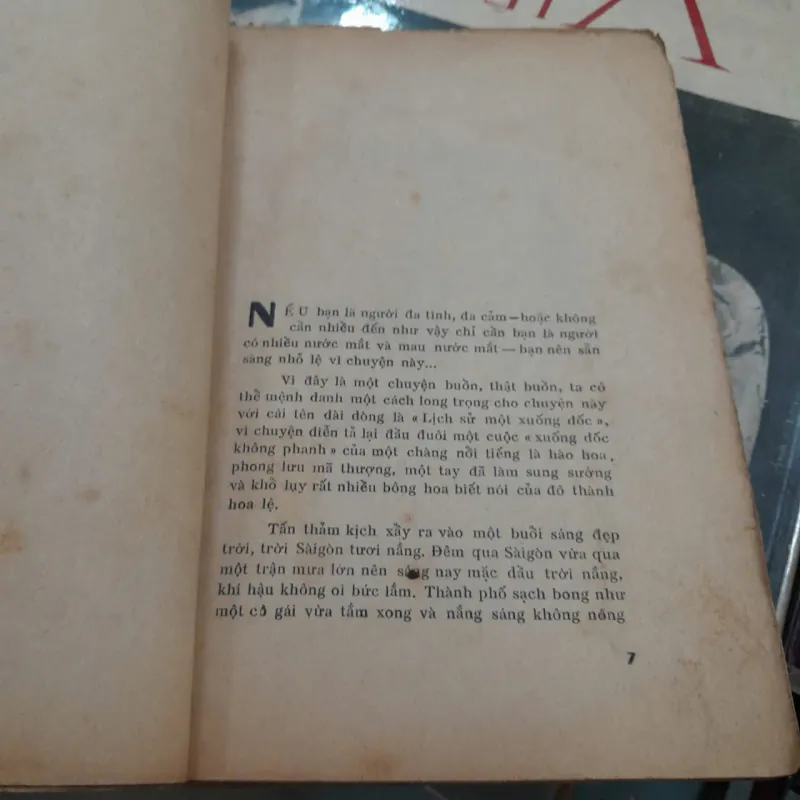 NẾU bạn là người đa tình, đa cảm—hoặc không
cần nhiều đến như vậy chỉ cần bạn là người
có nhiều nước mắt và mau nước mắt — bạn nên sẵn
sàng nhỏ lệ vì chuyện này...
Vì đây là một chuyện buồn, thật buồn, ta có
thể mệnh danh một cách long trọng cho chuyện này
với cái tên dài dòng là «Lịch sử một xuống dốc»,
vì chuyện diễn tả lại đầu đuôi một cuộc «xuống dốc
không phanh» của một chàng nổi tiếng là hào hoa,
phong lưu mã thượng, một tay đã làm sung sướng
và khổ lụy rất nhiều bông hoa biết nói của đô thành
hoa lệ.
Tấn thảm kịch xẩy ra vào một buổi sáng đẹp
trời, trời Sàigòn tươi nắng. Đêm qua Sàigòn vừa qua
một trận mưa lớn nên sáng nay mặc dầu trời nắng,
khí hậu không oi bức lắm. Thành phố sạch bong như
một cô gái vừa tắm xong và nắng sáng không nóng
7